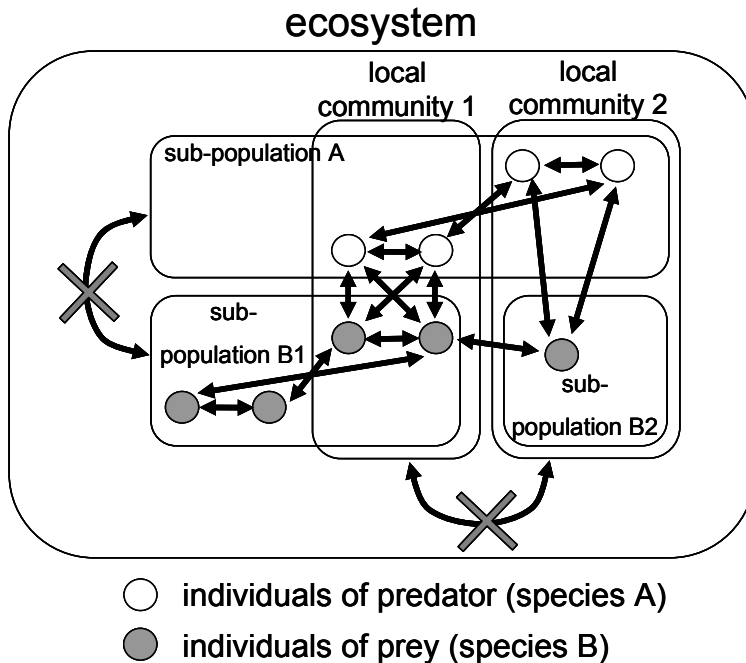 ecosystem
local
community 1
local
community 2
sub-population A
sub-
population B1
sub-
population B2
individuals of predator (species A)
individuals of prey (species B)